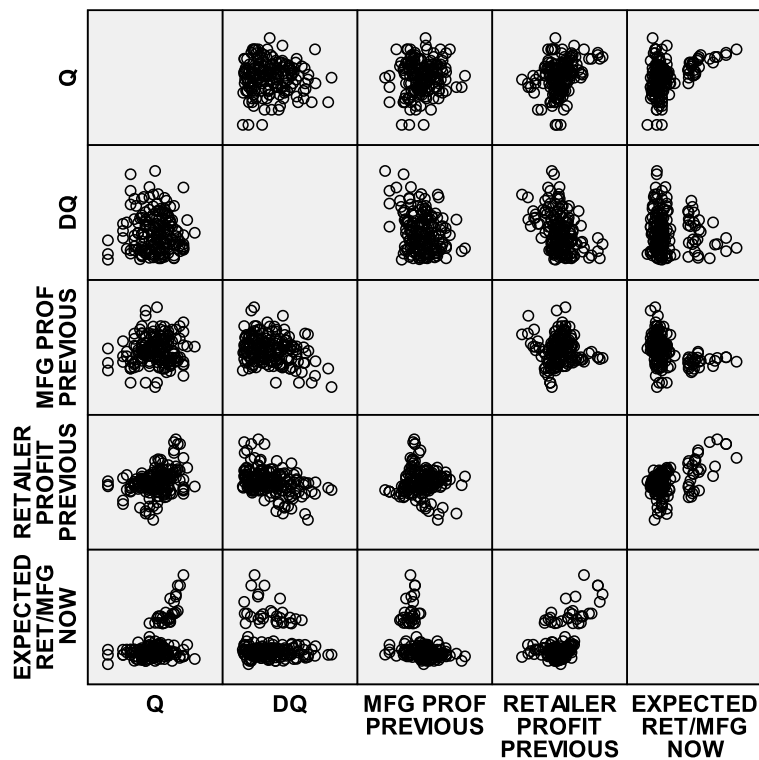 Q
DQ
MFG PROF
PREVIOUS
RETAILER
PROFIT
PREVIOUS
EXPECTED
RET/MFG
NOW
Q
DQ
MFG PROF
PREVIOUS
RETAILER
PROFIT
PREVIOUS
EXPECTED
RET/MFG
NOW